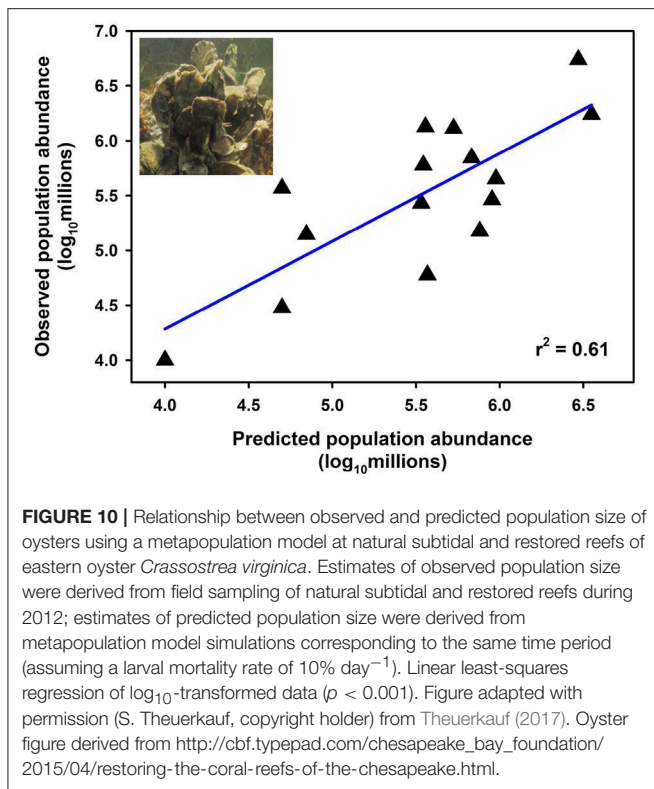 7.0
6.5
6.0
5.5
5.0
4.5
4.0
Observed population abundance
(log₁₀millions)
r² = 0.61
4.0 4.5 5.0 5.5 6.0 6.5
Predicted population abundance
(log₁₀millions)
FIGURE 10 | Relationship between observed and predicted population size of
oysters using a metapopulation model at natural subtidal and restored reefs of
eastern oyster Crassostrea virginica. Estimates of observed population size
were derived from field sampling of natural subtidal and restored reefs during
2012; estimates of predicted population size were derived from
metapopulation model simulations corresponding to the same time period
(assuming a larval mortality rate of 10% day⁻¹). Linear least-squares
regression of log₁₀-transformed data (p < 0.001). Figure adapted with
permission (S. Theuerkauf, copyright holder) from Theuerkauf (2017). Oyster
figure derived from http://cbf.typepad.com/chesapeake_bay_foundation/
2015/04/restoring-the-coral-reefs-of-the-chesapeake.html.